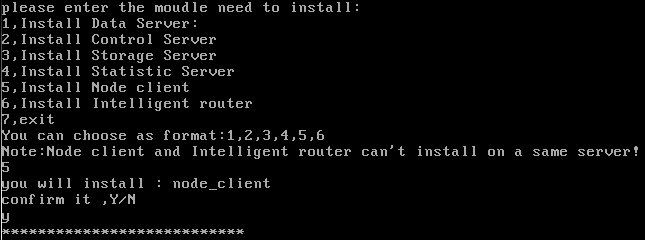 please enter the moudle need to install:
1,Install Data Server:
2,Install Control Server
3,Install Storage Server
4,Install Statistic Server
5,Install Node client
6,Install Intelligent router
7,exit
You can choose as format:1,2,3,4,5,6
Note:Node client and Intelligent router can't install on a same server!
5
you will install : node_client
confirm it ,Y/N
y
***************************